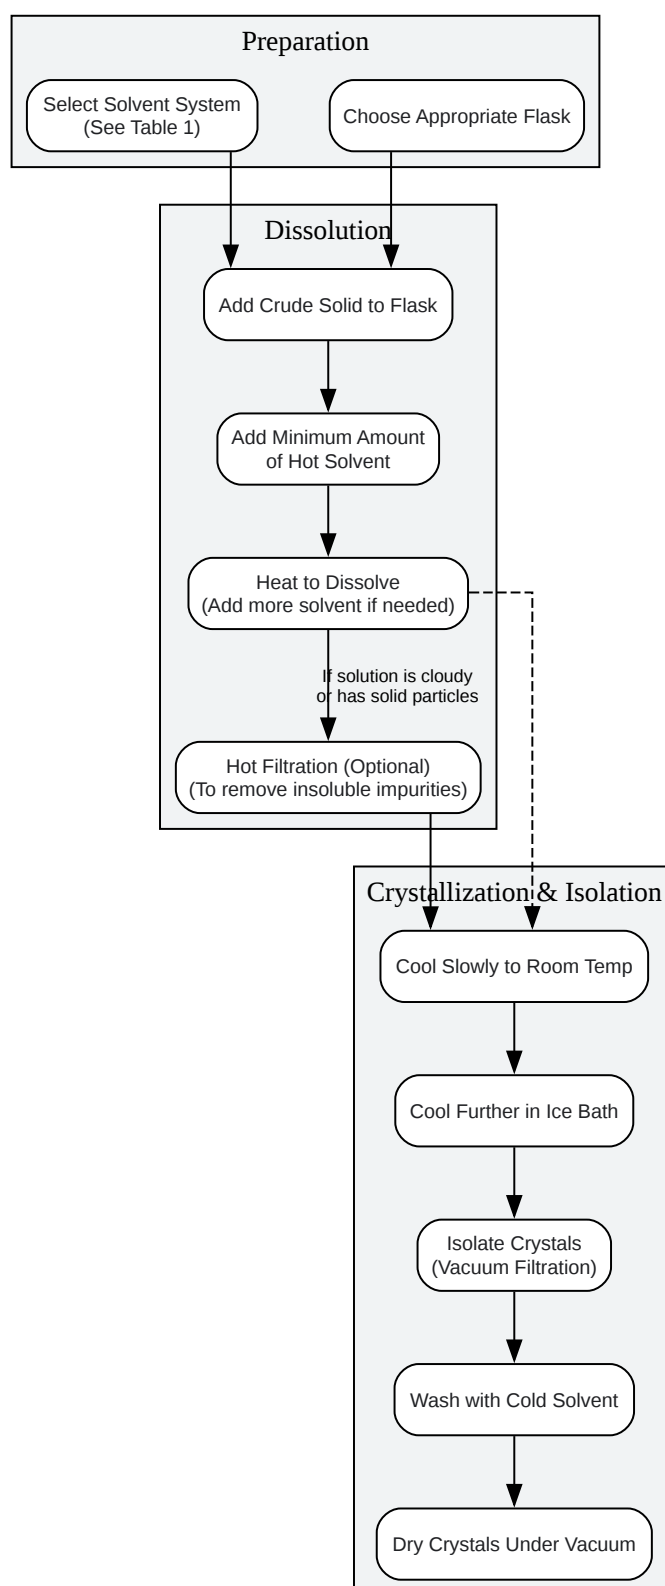 Preparation
Select Solvent System
(See Table 1)
Choose Appropriate Flask
Dissolution
Add Crude Solid to Flask
Add Minimum Amount
of Hot Solvent
Heat to Dissolve
(Add more solvent if needed)
If solution is cloudy
or has solid particles
Hot Filtration (Optional)
(To remove insoluble impurities)
Crystallization & Isolation
Cool Slowly to Room Temp
Cool Further in Ice Bath
Isolate Crystals
(Vacuum Filtration)
Wash with Cold Solvent
Dry Crystals Under Vacuum